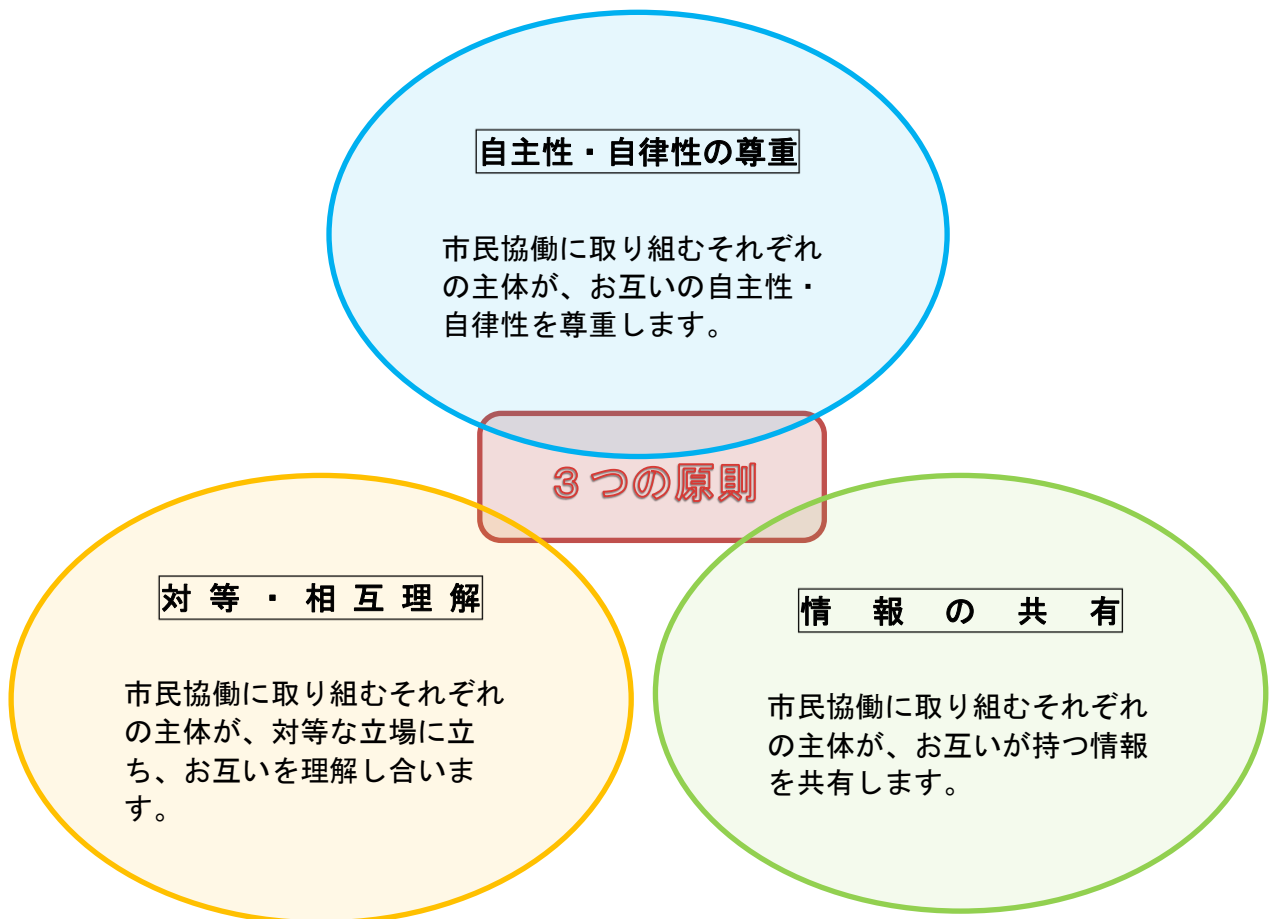 自主性・自律性の尊重
市民協働に取り組むそれぞれ
の主体が、お互いの自主性・
自律性を尊重します。
３つの原則
対等・相互理解
市民協働に取り組むそれぞれ
の主体が、対等な立場に立
ち、お互いを理解し合いま
す。
情報の共有
市民協働に取り組むそれぞれ
の主体が、お互いが持つ情報
を共有します。